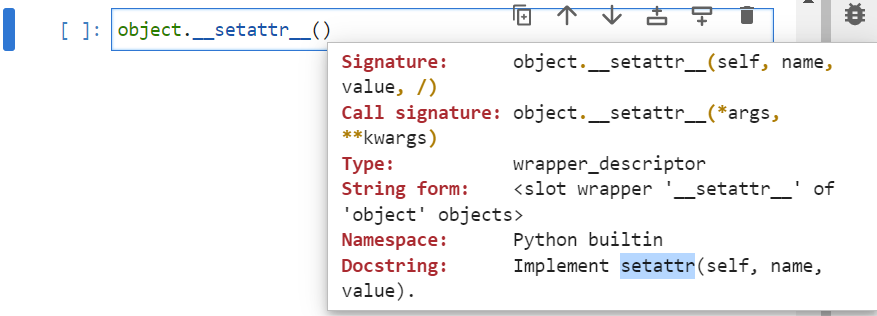 [ ]: object.__setattr__()
Signature: object.__setattr__(self, name,
value, /)
Call signature: object.__setattr__(*args,
**kwargs)
Type: wrapper_descriptor
String form: <slot wrapper '__setattr__' of
'object' objects>
Namespace: Python builtin
Docstring: Implement setattr(self, name,
value).